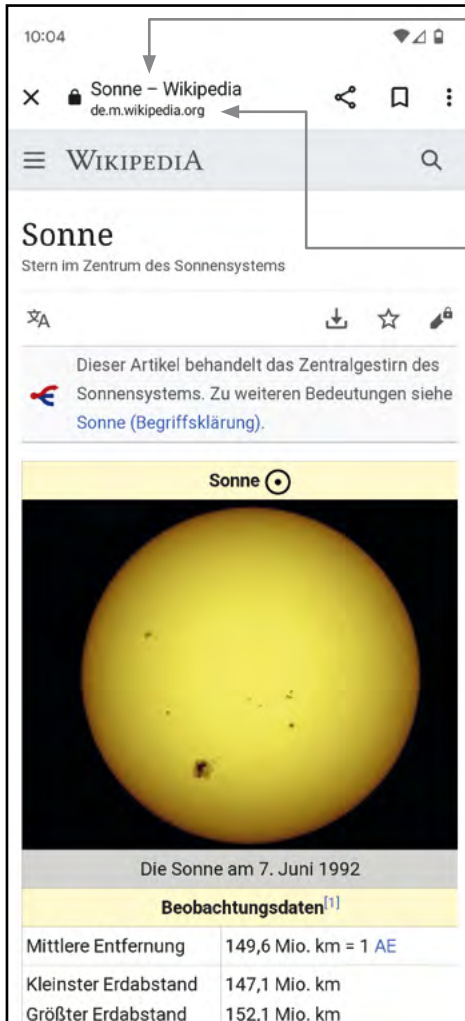 10:04
Sonne – Wikipedia
de.m.wikipedia.org
WIKIPEDIA
Sonne
Stern im Zentrum des Sonnensystems
Dieser Artikel behandelt das Zentralgestirn des
Sonnensystems. Zu weiteren Bedeutungen siehe
Sonne (Begriffsklärung).
Sonne
Die Sonne am 7. Juni 1992
Beobachtungsdaten[1]
Mittlere Entfernung 149,6 Mio. km = 1 AE
Kleinster Erdabstand 147,1 Mio. km
Größter Erdabstand 152,1 Mio. km